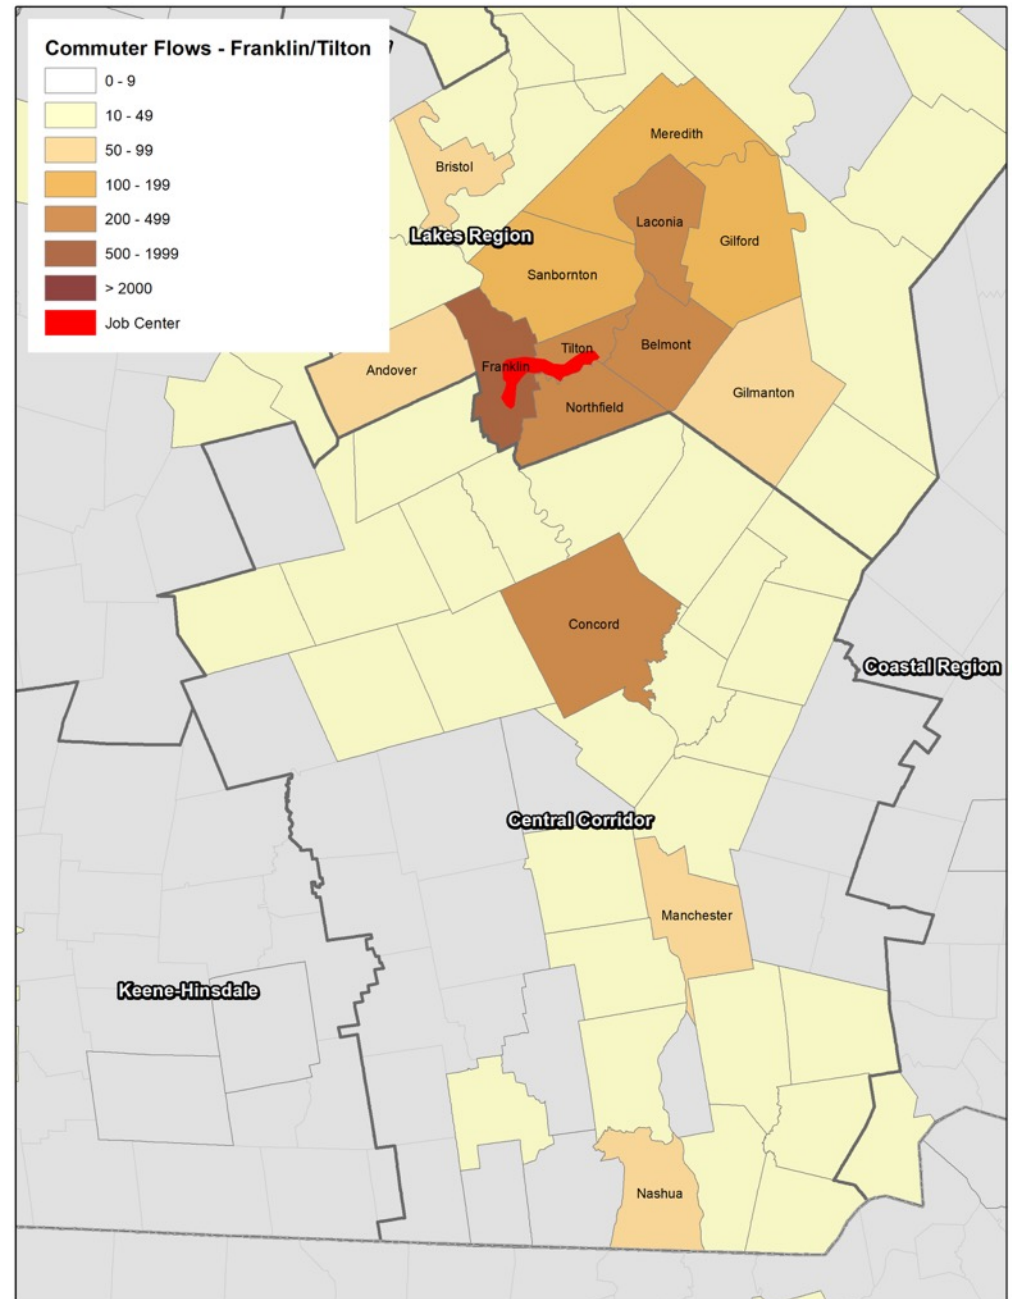 Commuter Flows - Franklin/Tilton
0 - 9
10 - 49
50 - 99
100 - 199
200 - 499
500 - 1999
> 2000
Job Center
Meredith
Bristol
Laconia
Lakes Region
Gilford
Sanbornton
Belmont
Tilton
Franklin
Andover
Gilmanton
Northfield
Concord
Coastal Region
Central Corridor
Manchester
Keene-Hinsdale
Nashua